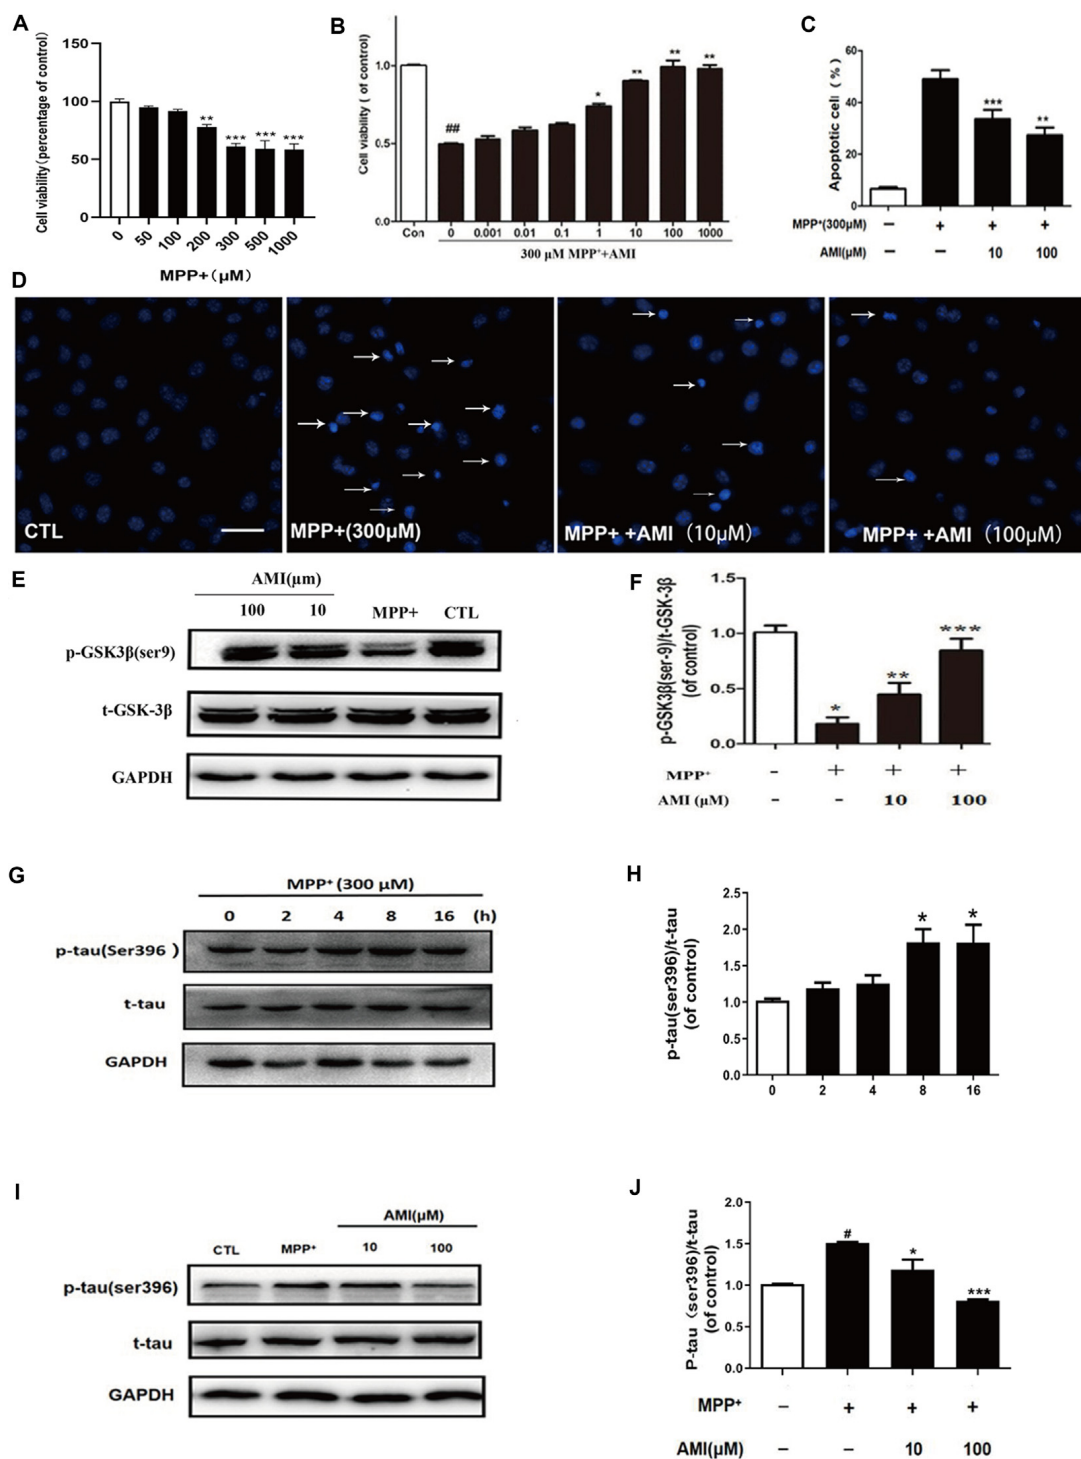 A
Cell viability(percentage of control)
150
100
50
0
**
***
***
***
0 50 100 200 300 500 1000
MPP+(μM)
B
Cell viability ( of control)
1.0
0.5
0.0
##
*
**
**
**
Con 0 0.001 0.01 0.1 1 10 100 1000
300 μM MPP⁺+AMI
C
Apoptotic cell (%)
60
40
20
0
***
**
MPP⁺(300μM) – + + +
AMI(μM) – – 10 100
D
CTL
MPP+(300μM)
MPP+ +AMI (10μM)
MPP+ +AMI (100μM)
E
AMI(μm)
100 10 MPP+ CTL
p-GSK3β(ser9)
t-GSK-3β
GAPDH
F
p-GSK3β(ser-9)/t-GSK-3β
(of control)
1.5
1.0
0.5
0.0
*
**
***
MPP⁺ - + + +
AMI (μM) - - 10 100
G
MPP⁺ (300 μM)
0 2 4 8 16 (h)
p-tau(Ser396 )
t-tau
GAPDH
H
p-tau(ser396)/t-tau
(of control)
2.5
2.0
1.5
1.0
0.5
0.0
*
*
0 2 4 8 16
I
AMI(μM)
CTL MPP⁺ 10 100
p-tau(ser396)
t-tau
GAPDH
J
P-tau (ser396)/t-tau
(of control)
2.0
1.5
1.0
0.5
0.0
#
*
***
MPP⁺ – + + +
AMI(μM) – – 10 100